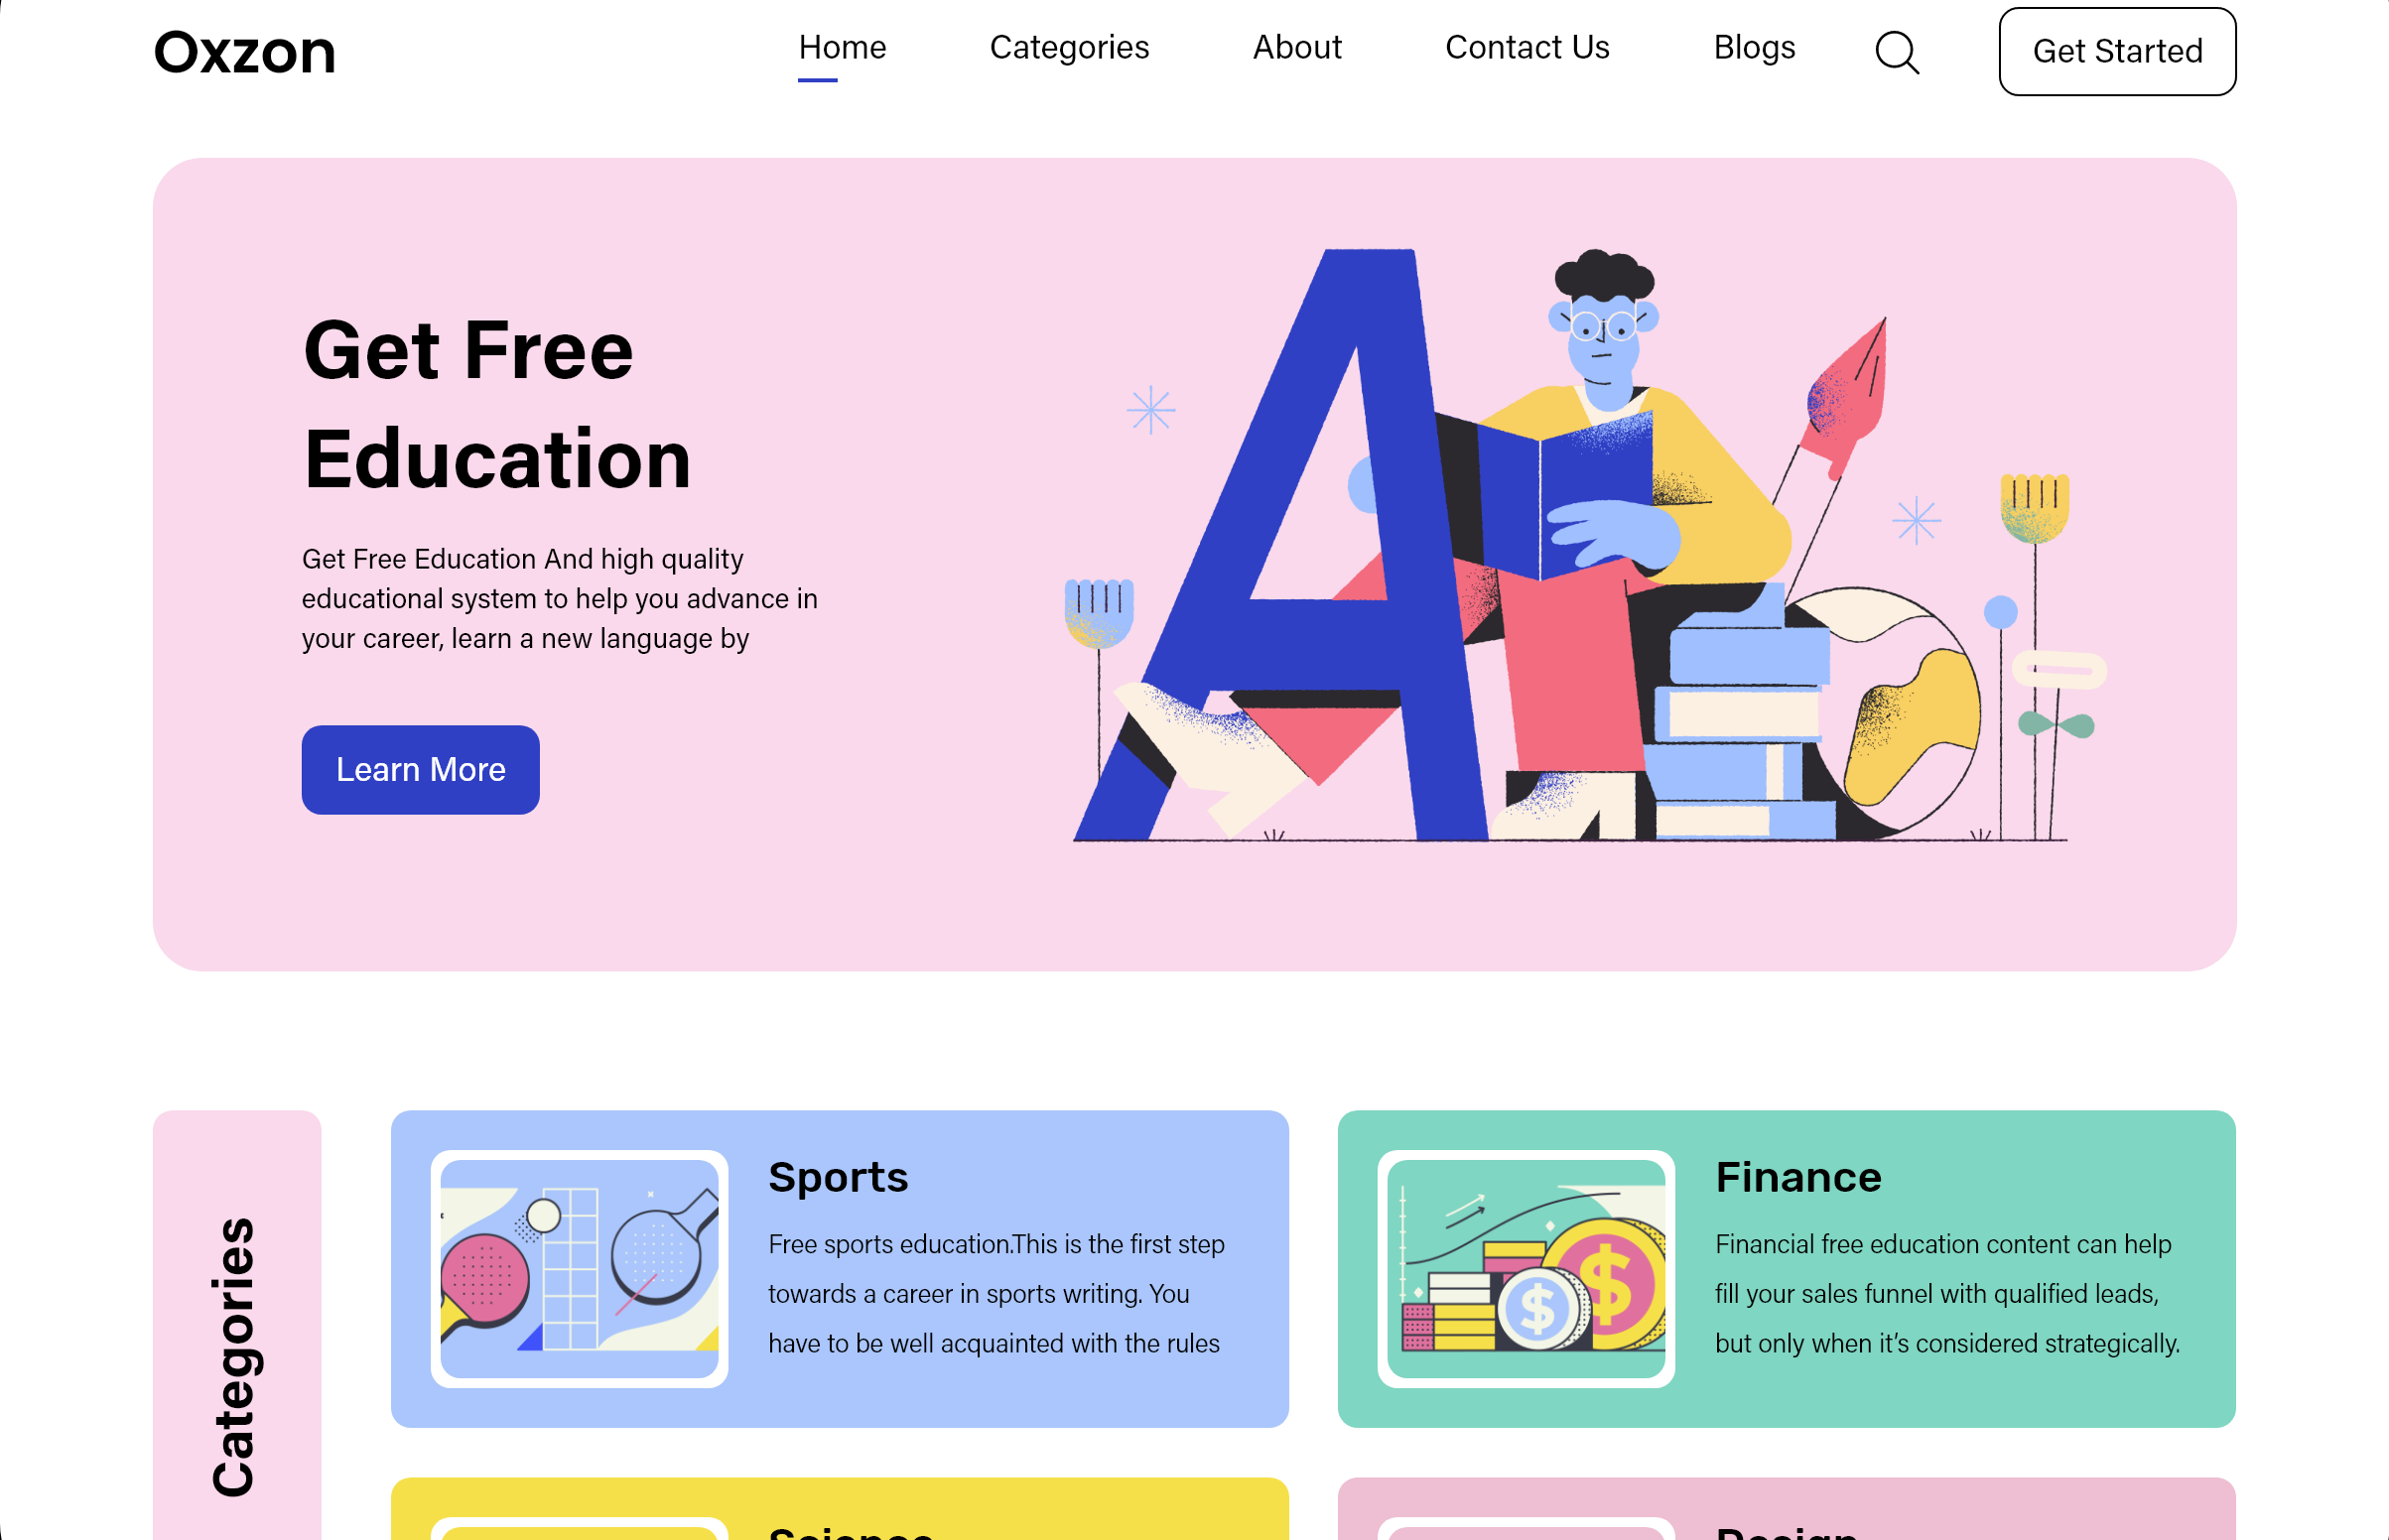 Oxzon
Home
Categories
About
Contact Us
Blogs
Get Started
Get Free
Education
Get Free Education And high quality
educational system to help you advance in
your career, learn a new language by
Learn More
Categories
Sports
Free sports education.This is the first step
towards a career in sports writing. You
have to be well acquainted with the rules
Finance
Financial free education content can help
fill your sales funnel with qualified leads,
but only when it’s considered strategically.
Science
Design